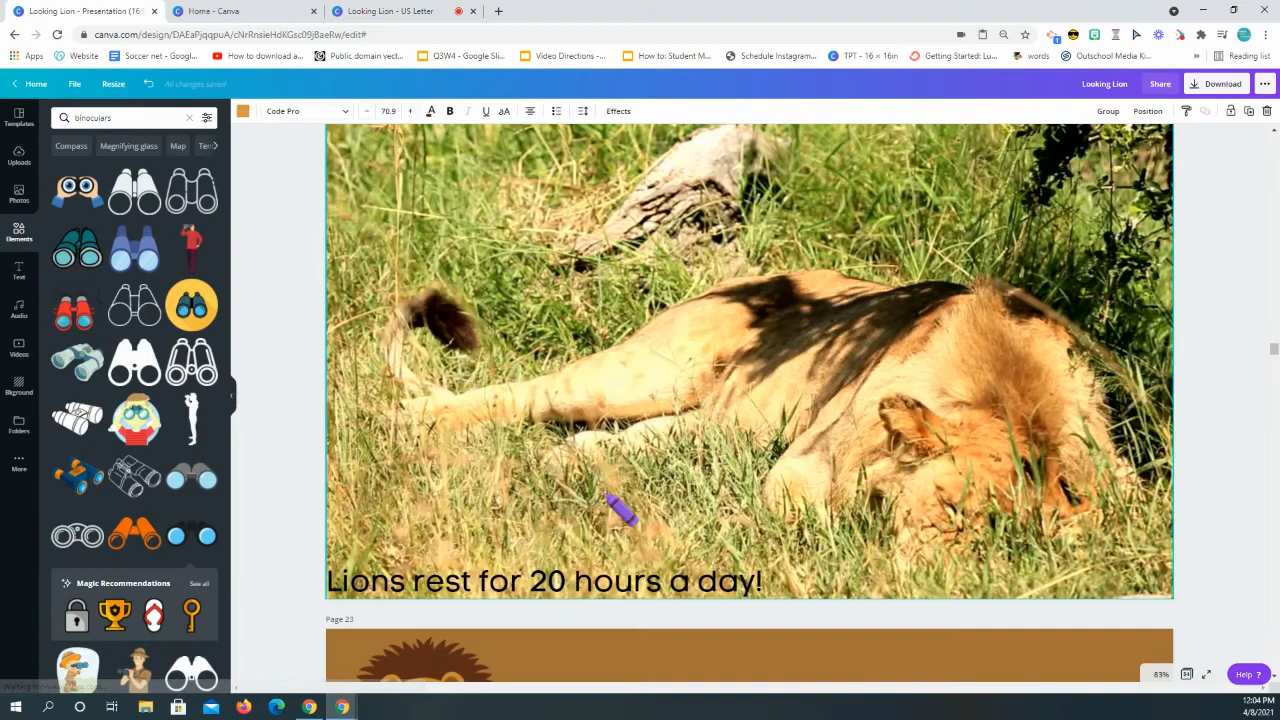 Looking Lion - Presentation (16:
Home - Canva
Looking Lion - US Letter
canva.com/design/DAEaPjqqpuA/cNrRnsieHdKGsc09jBaeRw/edit#
Apps
Website
Soccer net - Googl...
How to download a...
Public domain vect...
Q3W4 - Google Sli...
Video Directions -...
How to: Student M...
Schedule Instagram...
TPT - 16 × 16in
Getting Started: Lu...
words
Outschool Media Ki...
Reading list
Home
File
Resize
All changes saved
Looking Lion
Share
Download
binoculars
Code Pro
70.9
A
B
I
U
aA
Effects
Group
Position
Compass
Magnifying glass
Map
Templates
Uploads
Photos
Elements
Text
Audio
Videos
Bkground
Folders
More
Magic Recommendations
See all
Lions rest for 20 hours a day!
Page 23
83%
34
Help ?
12:04 PM
4/8/2021